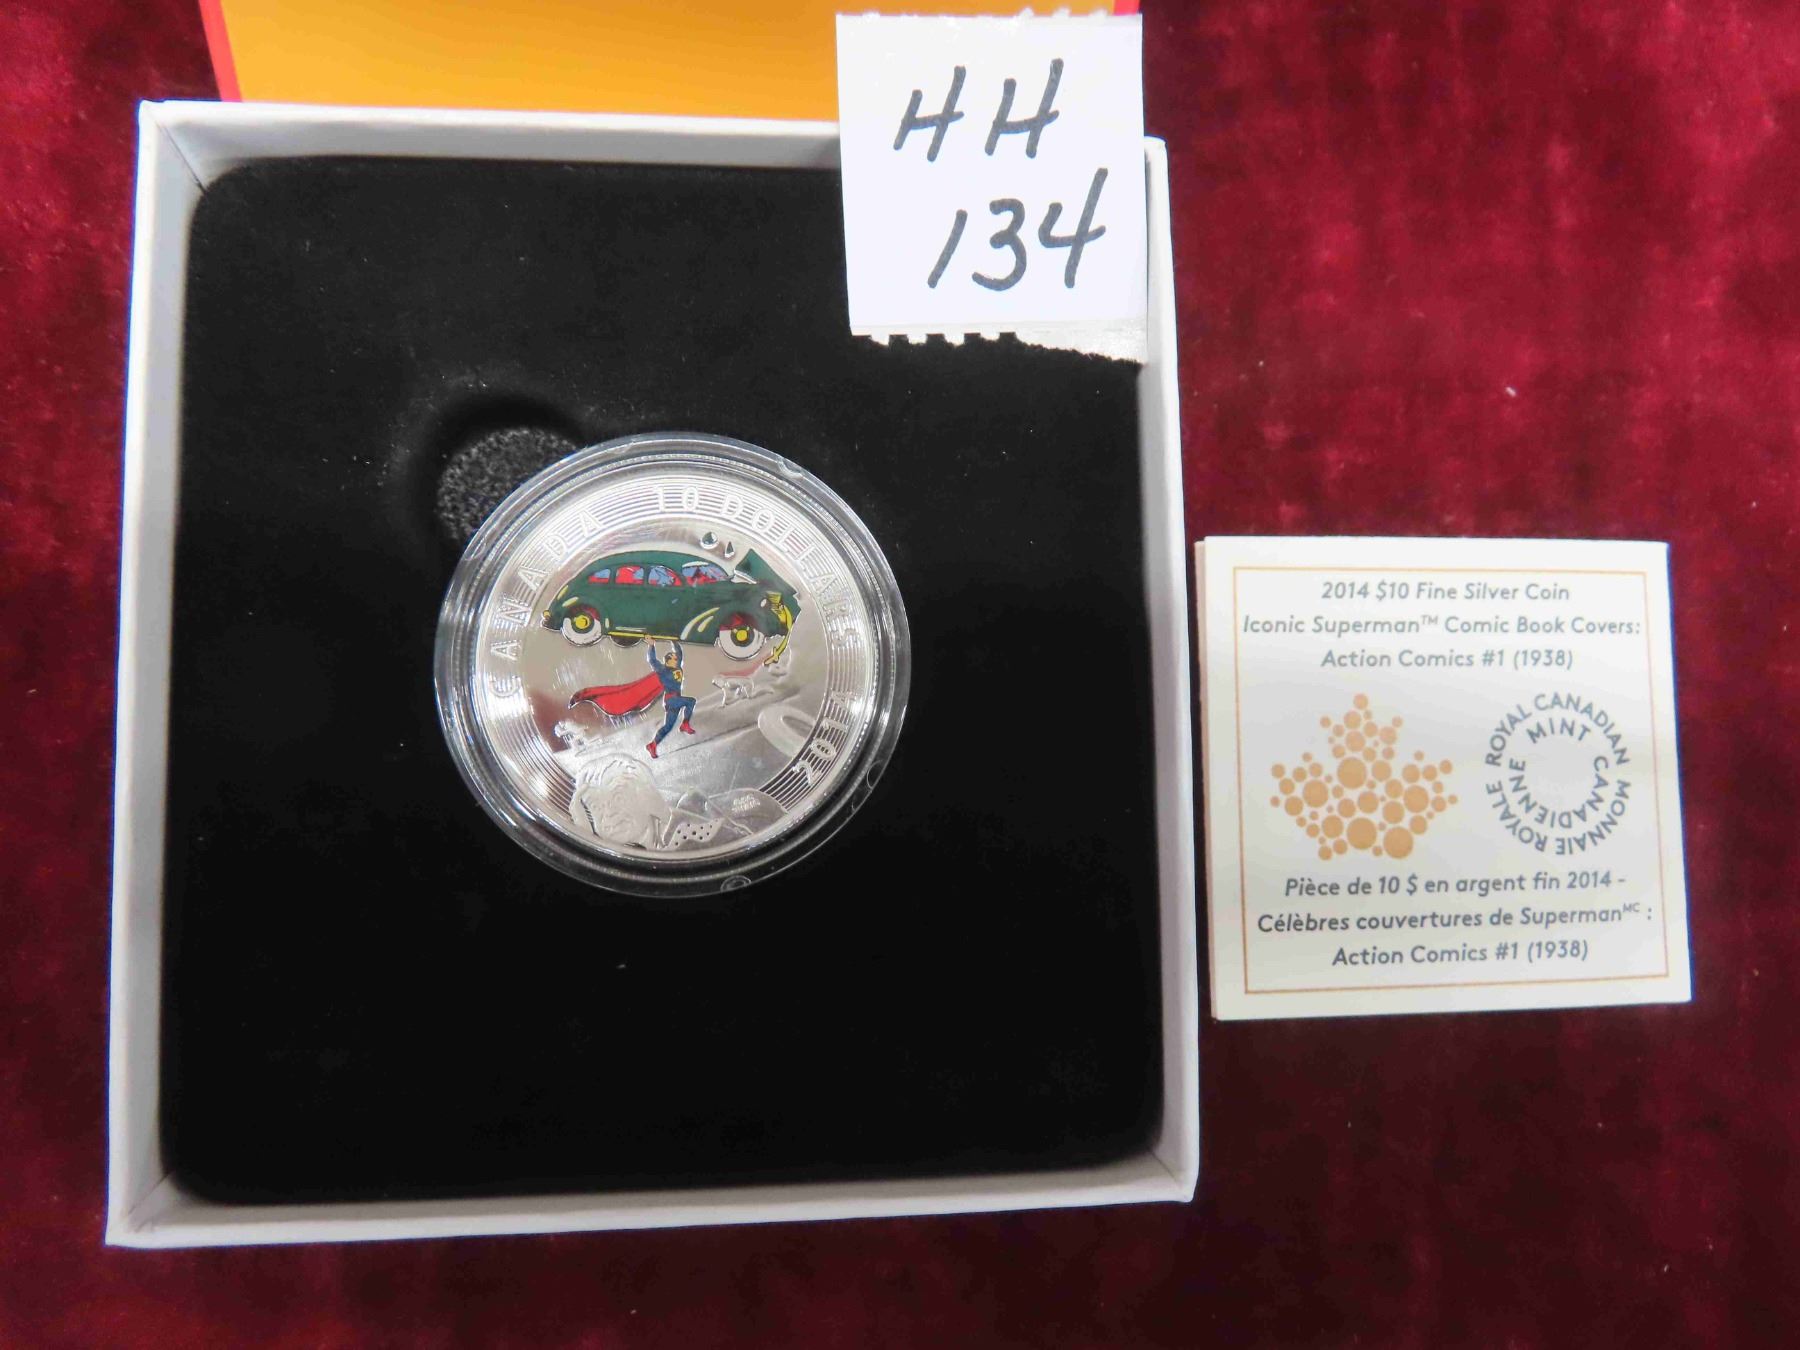 HH
134
CANADA 10 DOLLARS 2014
2014 $10 Fine Silver Coin
Iconic Superman™ Comic Book Covers:
Action Comics #1 (1938)
ROYAL CANADIAN MINT
MONNAIE ROYALE CANADIENNE
Pièce de 10 $ en argent fin 2014 -
Célèbres couvertures de Superman ᴹᶜ :
Action Comics #1 (1938)